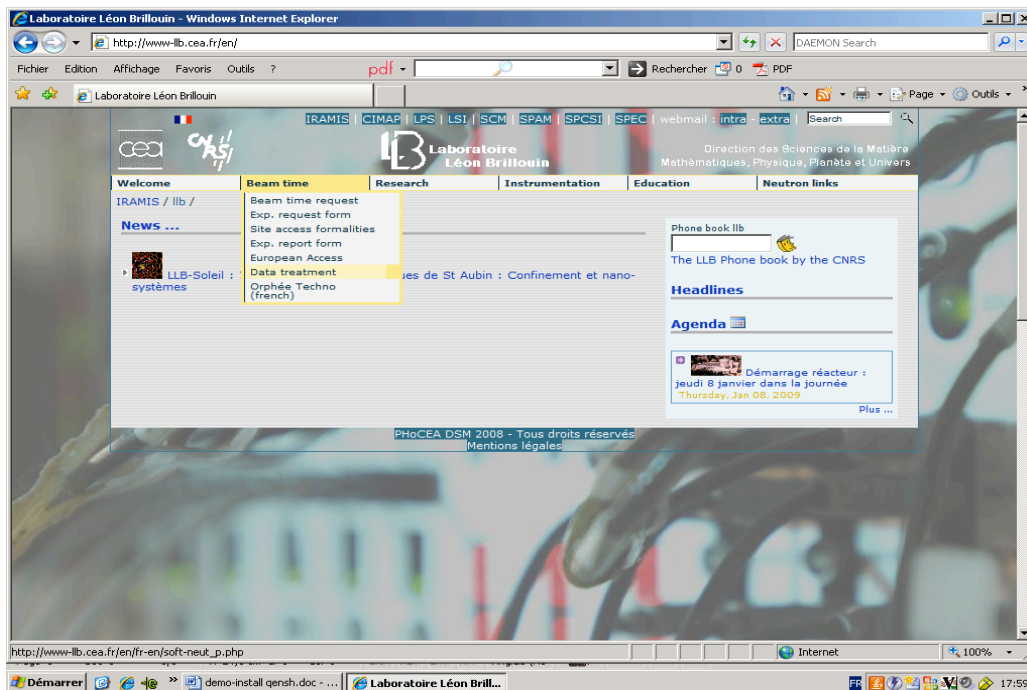 Laboratoire Léon Brillouin - Windows Internet Explorer
http://www-llb.cea.fr/en/
DAEMON Search
Fichier Edition Affichage Favoris Outils ?
pdf
Rechercher 0 PDF
Laboratoire Léon Brillouin
Page Outils
IRAMIS | CIMAP | LPS | LSI | SCM | SPAM | SPCSI | SPEC | webmail : intra - extra | Search
cea
CNRS
LLB Laboratoire Léon Brillouin
Direction des Sciences de la Matière
Mathèmatiques, Physique, Planète et Univers
Welcome Beam time Research Instrumentation Education Neutron links
IRAMIS / llb /
Beam time request
Exp. request form
Site access formalities
Exp. report form
European Access
Data treatment
Orphée Techno
(french)
News ...
LLB-Soleil : ues de St Aubin : Confinement et nano-
systèmes
Phone book llb
The LLB Phone book by the CNRS
Headlines
Agenda
Démarrage réacteur :
jeudi 8 janvier dans la journée
Thursday, Jan 08, 2009
Plus ...
PHoCEA DSM 2008 - Tous droits réservés
Mentions légales
http://www-llb.cea.fr/en/fr-en/soft-neut_p.php
Internet
100%
Démarrer
demo-install qensh.doc - ...
Laboratoire Léon Brill...
FR
17:59